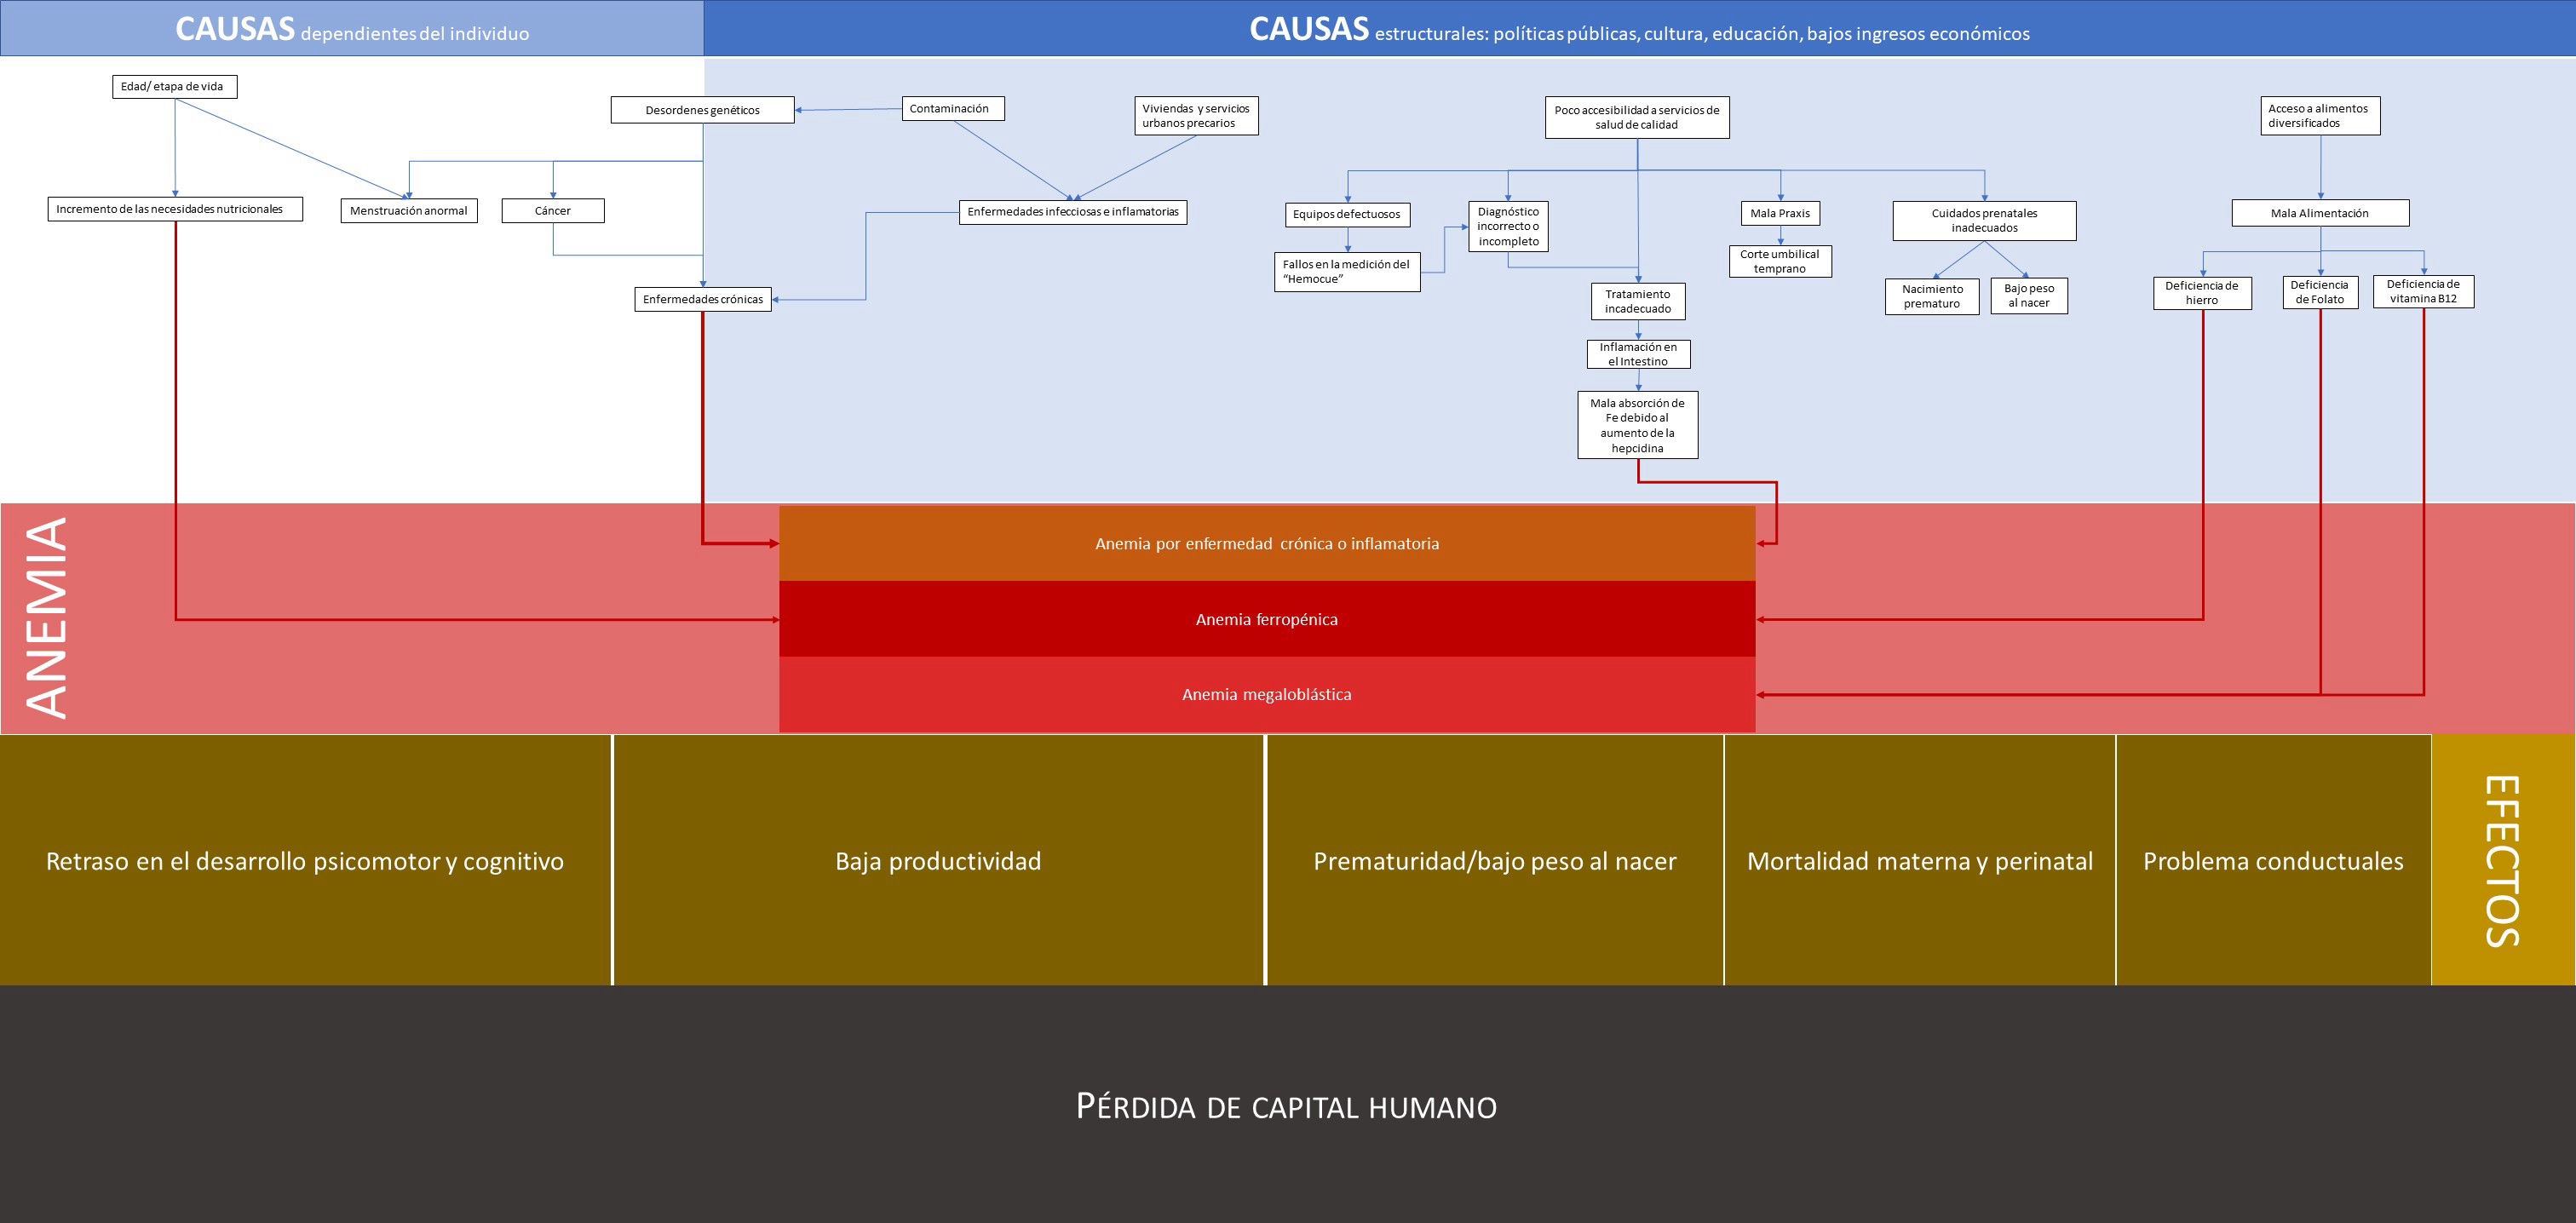 CAUSAS dependientes del individuo
CAUSAS estructurales: políticas públicas, cultura, educación, bajos ingresos económicos
Edad/ etapa de vida
Desordenes genéticos
Contaminación
Viviendas y servicios
urbanos precarios
Poco accesibilidad a servicios de
salud de calidad
Acceso a alimentos
diversificados
Incremento de las necesidades nutricionales
Menstruación anormal
Cáncer
Enfermedades infecciosas e inflamatorias
Equipos defectuosos
Diagnóstico
incorrecto o
incompleto
Mala Praxis
Cuidados prenatales
inadecuados
Mala Alimentación
Fallos en la medición del
“Hemocue”
Corte umbilical
temprano
Enfermedades crónicas
Tratamiento
incadecuado
Nacimiento
prematuro
Bajo peso
al nacer
Deficiencia de
hierro
Deficiencia
de Folato
Deficiencia de
vitamina B12
Inflamación en
el Intestino
Mala absorción de
Fe debido al
aumento de la
hepcidina
ANEMIA
Anemia por enfermedad crónica o inflamatoria
Anemia ferropénica
Anemia megaloblástica
Retraso en el desarrollo psicomotor y cognitivo
Baja productividad
Prematuridad/bajo peso al nacer
Mortalidad materna y perinatal
Problema conductuales
EFECTOS
PÉRDIDA DE CAPITAL HUMANO